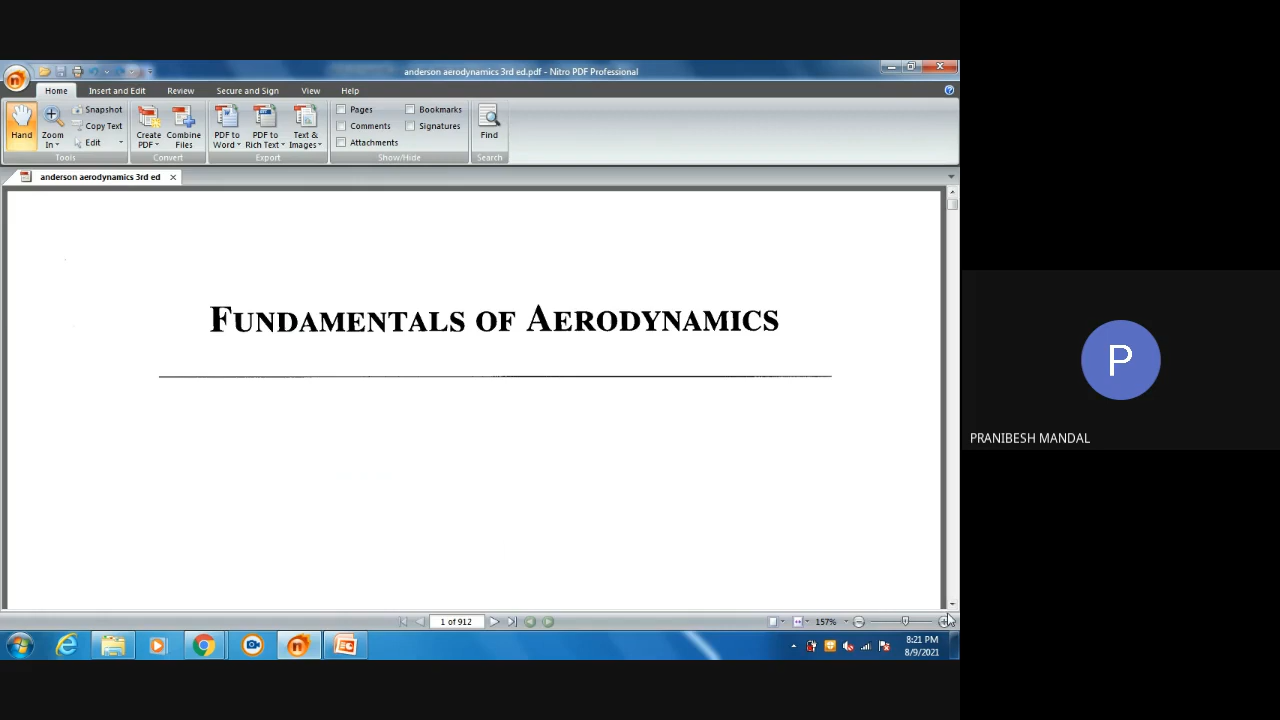 anderson aerodynamics 3rd ed.pdf - Nitro PDF Professional
Home Insert and Edit Review Secure and Sign View Help
Hand
Zoom In
Snapshot
Copy Text
Edit
Tools
Create PDF
Combine Files
Convert
PDF to Word
PDF to Rich Text
Text & Images
Export
Pages
Comments
Attachments
Bookmarks
Signatures
Show/Hide
Find
Search
anderson aerodynamics 3rd ed
FUNDAMENTALS OF AERODYNAMICS
1 of 912
157%
8:21 PM
8/9/2021
P
PRANIBESH MANDAL